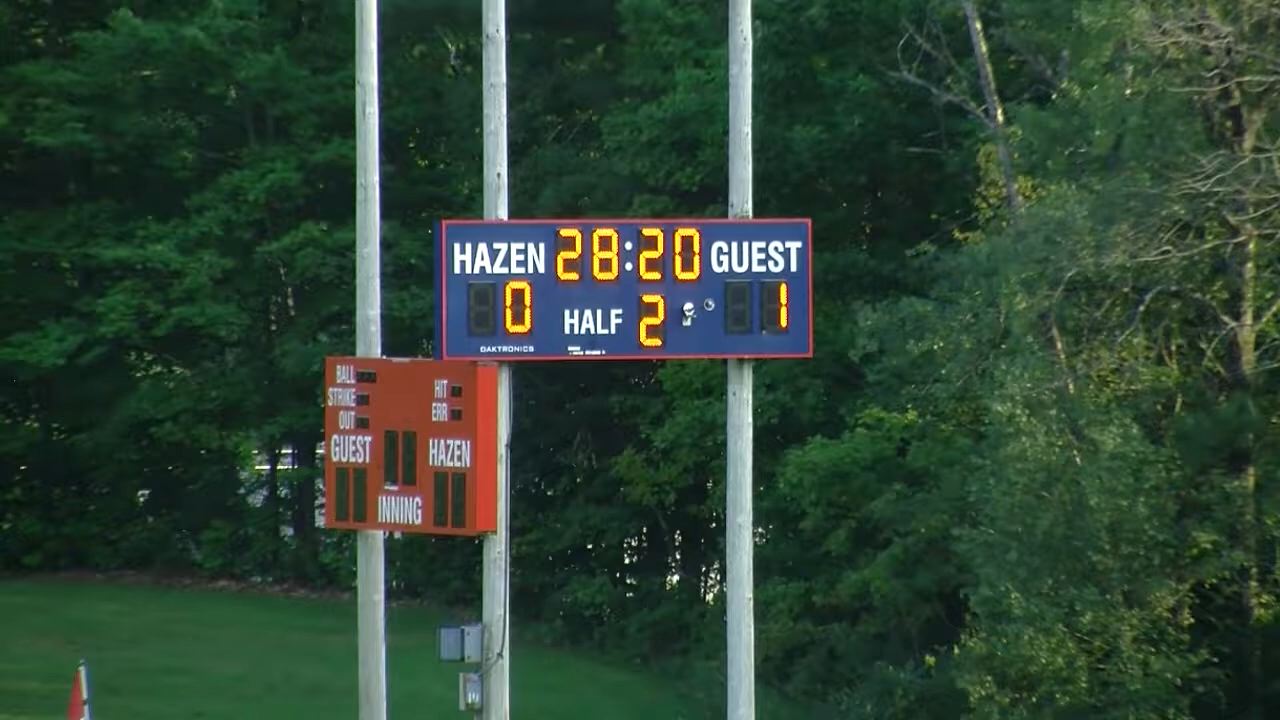 HAZEN 28:20 GUEST
0 HALF 2 1
DAKTRONICS
BALL HIT
STRIKE ERR
OUT
GUEST HAZEN
INNING